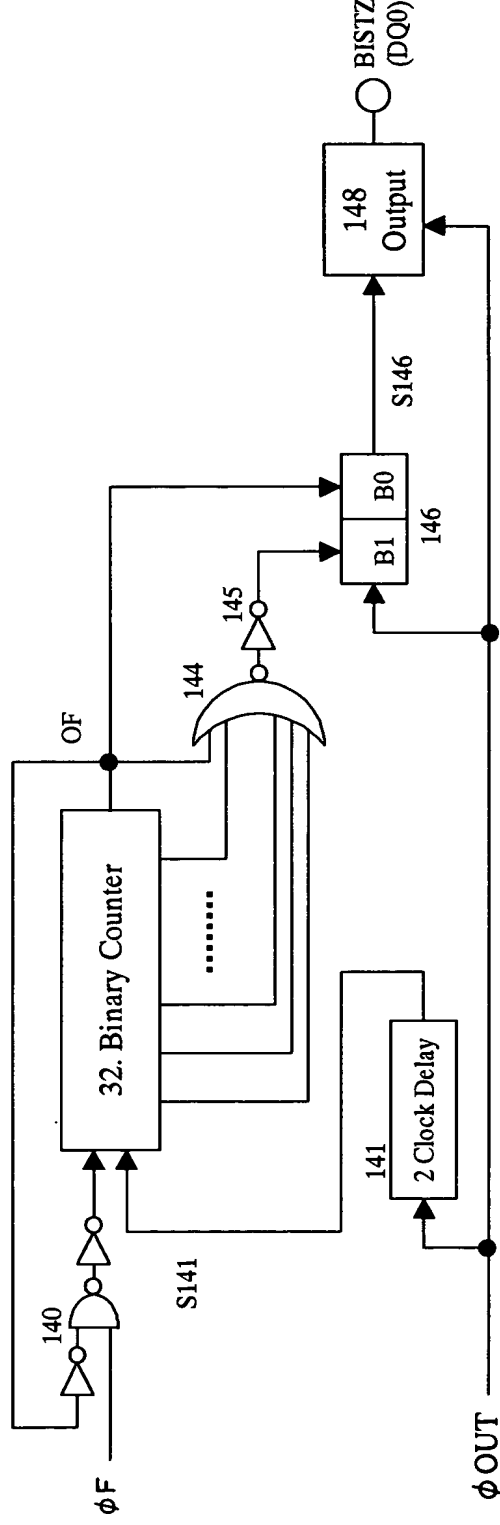 BISTZ
(DQ0)
148
Output
S146
B1 B0
146
145
144
OF
32. Binary Counter
........
140
S141
141
2 Clock Delay
ϕF
ϕOUT